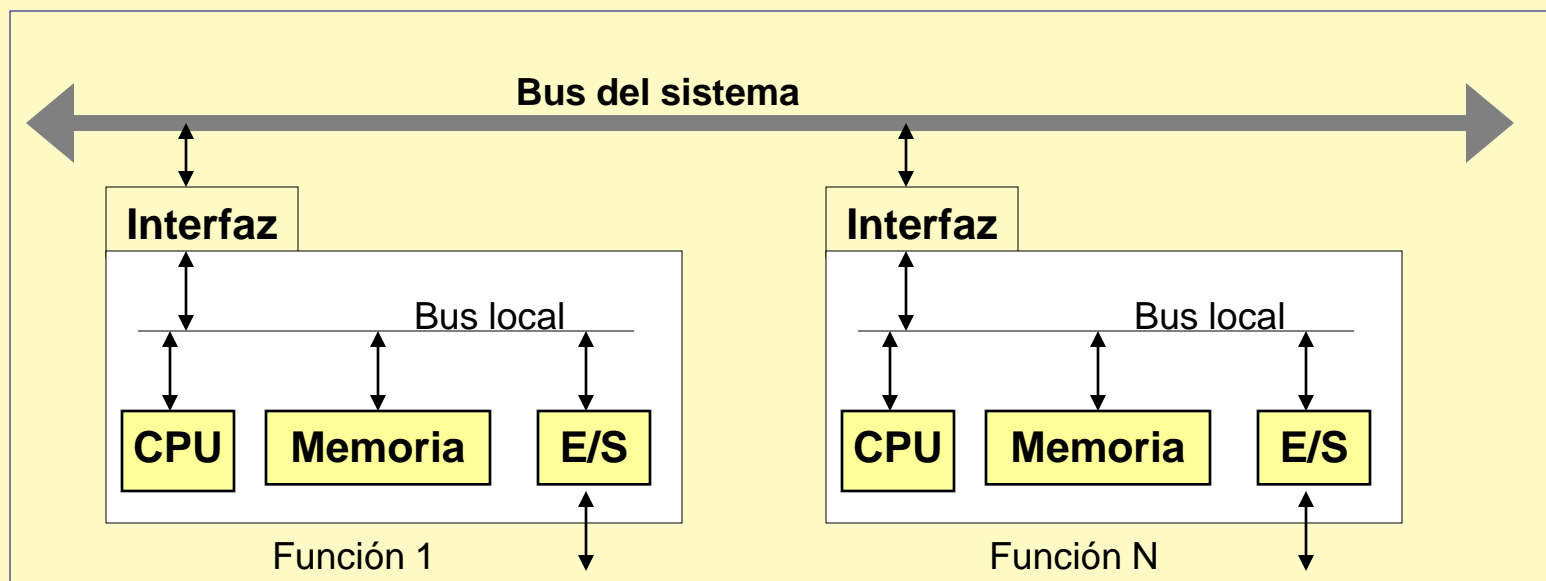 Bus del sistema
Interfaz
Interfaz
Bus local
Bus local
CPU
Memoria
E/S
CPU
Memoria
E/S
Función 1
Función N